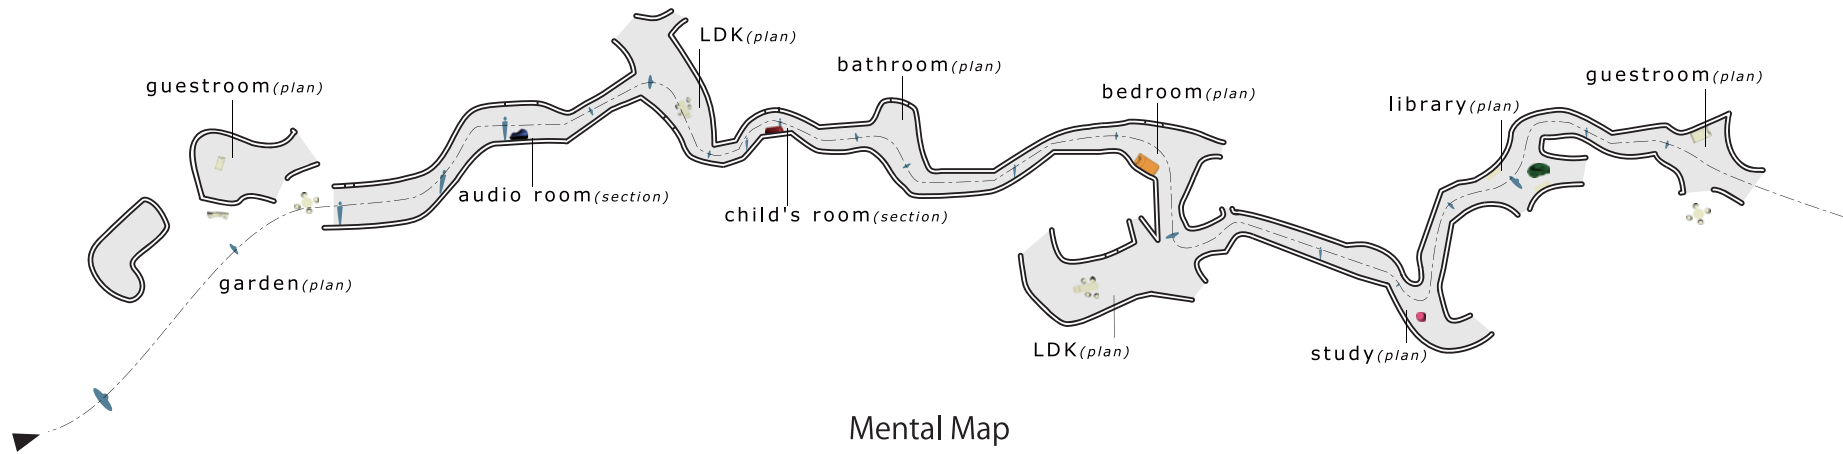 LDK(plan)
bathroom(plan)
guestroom(plan)
guestroom(plan)
bedroom(plan)
library(plan)
audio room(section)
child's room(section)
garden(plan)
LDK(plan)
study(plan)
Mental Map